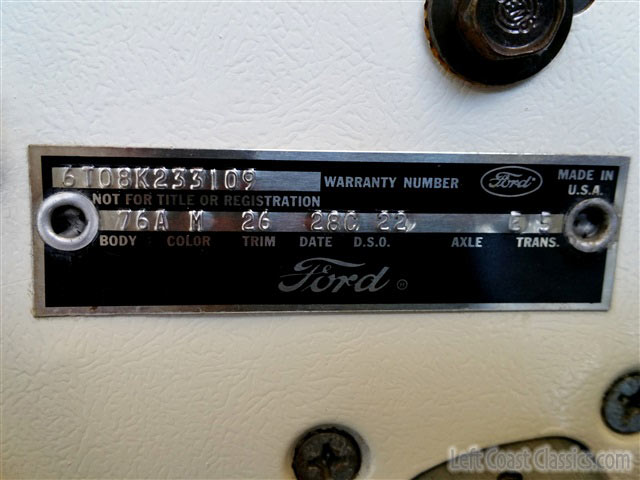 6T08K233109 WARRANTY NUMBER Ford MADE IN U.S.A.
NOT FOR TITLE OR REGISTRATION
76A M 26 28C 22 5
BODY COLOR TRIM DATE D.S.O. AXLE TRANS.
Ford
Left Coast Classics.com